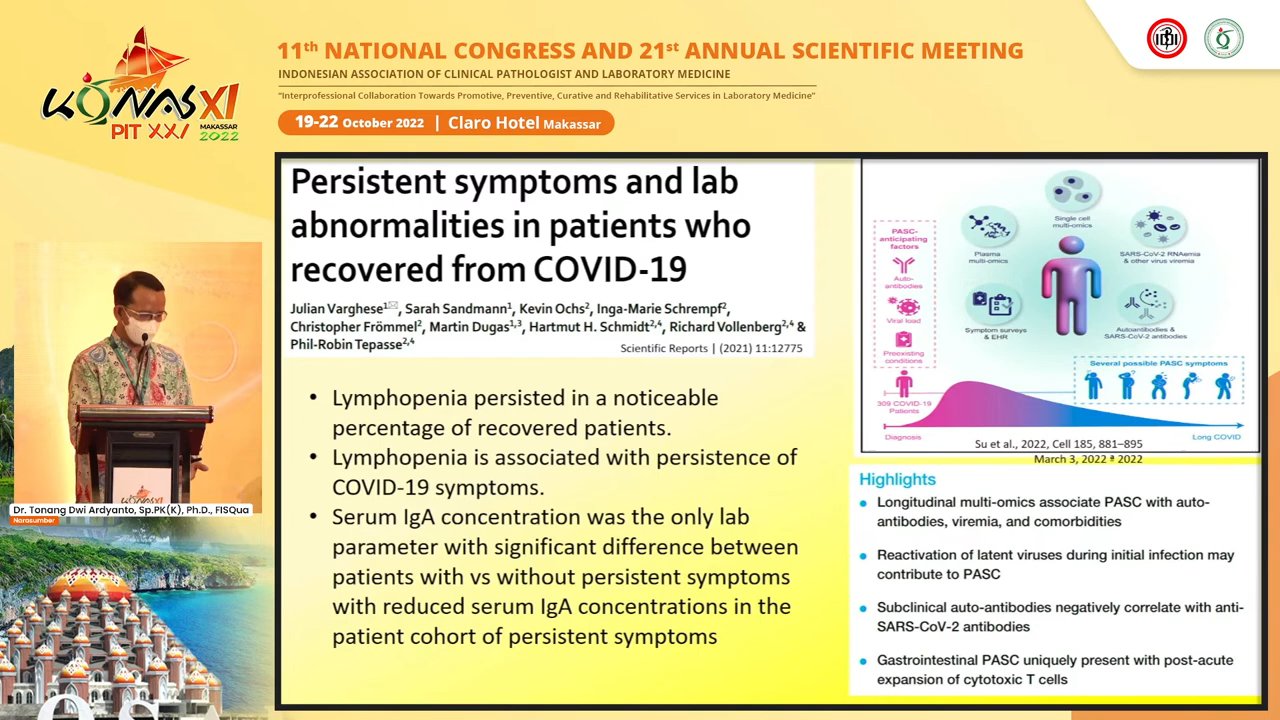 KONAS XI
PIT XXI
MAKASSAR
2022
11th NATIONAL CONGRESS AND 21st ANNUAL SCIENTIFIC MEETING
INDONESIAN ASSOCIATION OF CLINICAL PATHOLOGIST AND LABORATORY MEDICINE
"Interprofessional Collaboration Towards Promotive, Preventive, Curative and Rehabilitative Services in Laboratory Medicine"
19-22 October 2022 | Claro Hotel Makassar
IDI
Dr. Tonang Dwi Ardyanto, Sp.PK(K), Ph.D., FISQua
Narasumber
Persistent symptoms and lab
abnormalities in patients who
recovered from COVID-19
Julian Varghese1✉, Sarah Sandmann1, Kevin Ochs2, Inga-Marie Schrempf2,
Christopher Frömmel2, Martin Dugas1,3, Hartmut H. Schmidt2,4, Richard Vollenberg2,4 &
Phil-Robin Tepasse2,4
Scientific Reports | (2021) 11:12775
• Lymphopenia persisted in a noticeable
percentage of recovered patients.
• Lymphopenia is associated with persistence of
COVID-19 symptoms.
• Serum IgA concentration was the only lab
parameter with significant difference between
patients with vs without persistent symptoms
with reduced serum IgA concentrations in the
patient cohort of persistent symptoms
Single cell
multi-omics
Plasma
multi-omics
SARS-CoV-2 RNAemia
& other virus viremia
Symptom surveys
& EHR
Autoantibodies &
SARS-CoV-2 antibodies
PASC-
anticipating
factors
Auto-
antibodies
Viral load
Preexisting
conditions
309 COVID-19
Patients
Several possible PASC symptoms
Diagnosis
Long COVID
Su et al., 2022, Cell 185, 881–895
March 3, 2022 ª 2022
Highlights
• Longitudinal multi-omics associate PASC with auto-
antibodies, viremia, and comorbidities
• Reactivation of latent viruses during initial infection may
contribute to PASC
• Subclinical auto-antibodies negatively correlate with anti-
SARS-CoV-2 antibodies
• Gastrointestinal PASC uniquely present with post-acute
expansion of cytotoxic T cells